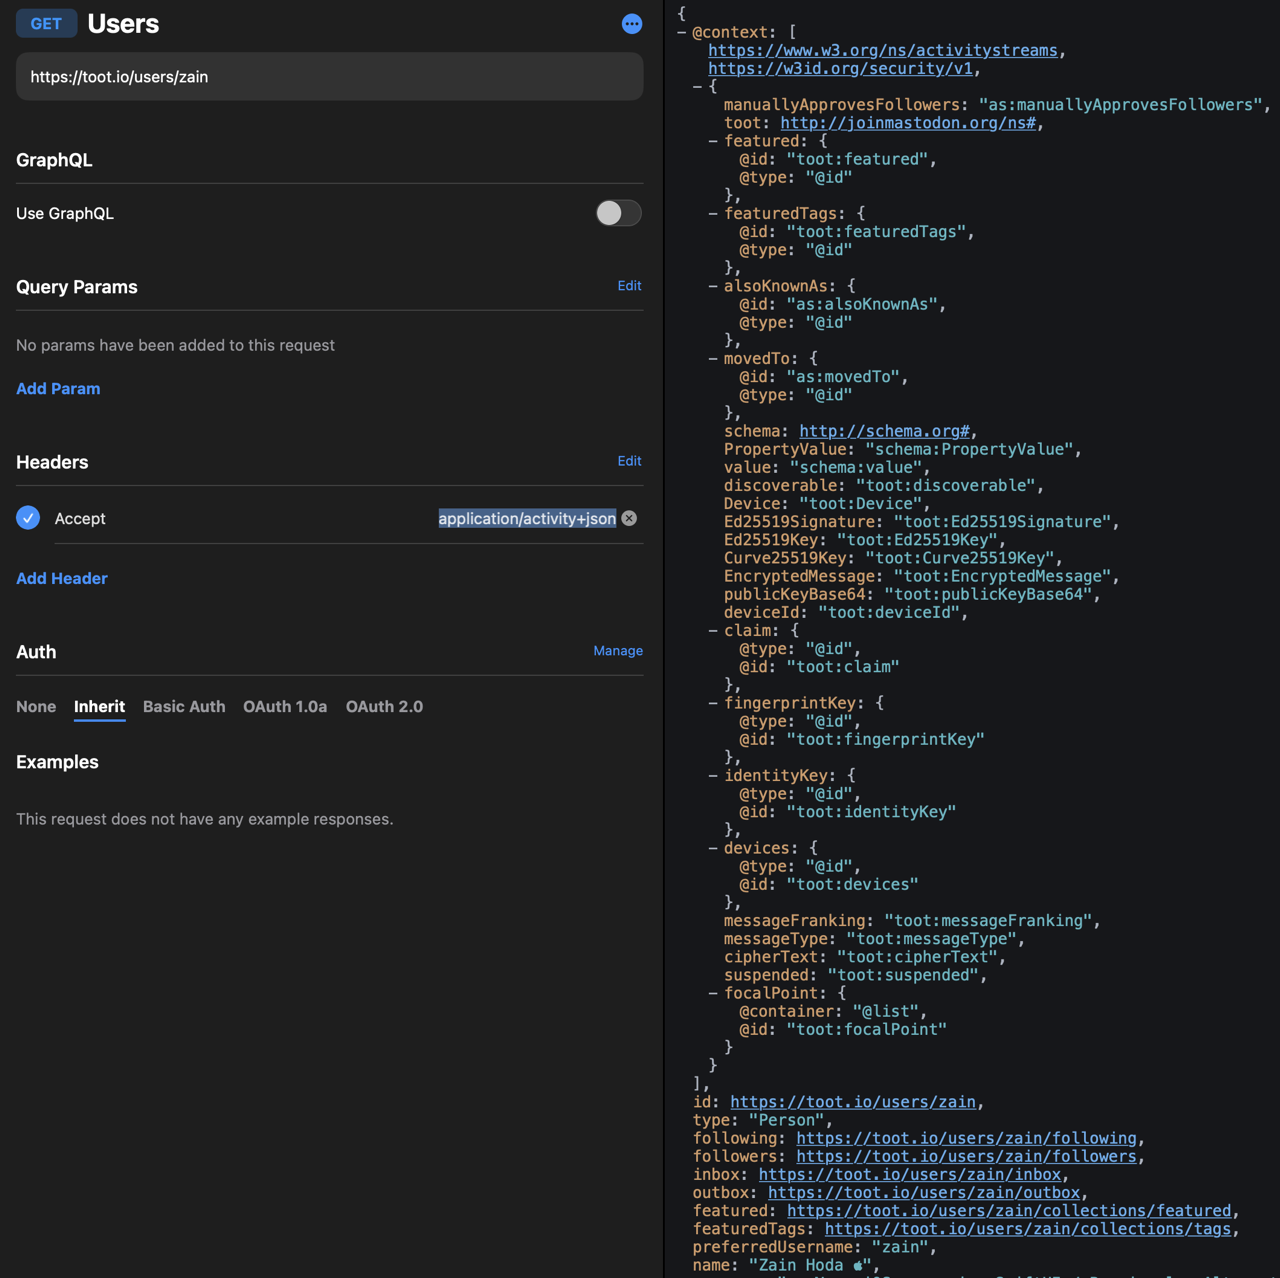 GET Users
https://toot.io/users/zain
GraphQL
Use GraphQL
Query Params Edit
No params have been added to this request
Add Param
Headers Edit
Accept application/activity+json
Add Header
Auth Manage
None Inherit Basic Auth OAuth 1.0a OAuth 2.0
Examples
This request does not have any example responses.
{
– @context: [
https://www.w3.org/ns/activitystreams,
https://w3id.org/security/v1,
– {
manuallyApprovesFollowers: "as:manuallyApprovesFollowers",
toot: http://joinmastodon.org/ns#,
– featured: {
@id: "toot:featured",
@type: "@id"
},
– featuredTags: {
@id: "toot:featuredTags",
@type: "@id"
},
– alsoKnownAs: {
@id: "as:alsoKnownAs",
@type: "@id"
},
– movedTo: {
@id: "as:movedTo",
@type: "@id"
},
schema: http://schema.org#,
PropertyValue: "schema:PropertyValue",
value: "schema:value",
discoverable: "toot:discoverable",
Device: "toot:Device",
Ed25519Signature: "toot:Ed25519Signature",
Ed25519Key: "toot:Ed25519Key",
Curve25519Key: "toot:Curve25519Key",
EncryptedMessage: "toot:EncryptedMessage",
publicKeyBase64: "toot:publicKeyBase64",
deviceId: "toot:deviceId",
– claim: {
@type: "@id",
@id: "toot:claim"
},
– fingerprintKey: {
@type: "@id",
@id: "toot:fingerprintKey"
},
– identityKey: {
@type: "@id",
@id: "toot:identityKey"
},
– devices: {
@type: "@id",
@id: "toot:devices"
},
messageFranking: "toot:messageFranking",
messageType: "toot:messageType",
cipherText: "toot:cipherText",
suspended: "toot:suspended",
– focalPoint: {
@container: "@list",
@id: "toot:focalPoint"
}
}
],
id: https://toot.io/users/zain,
type: "Person",
following: https://toot.io/users/zain/following,
followers: https://toot.io/users/zain/followers,
inbox: https://toot.io/users/zain/inbox,
outbox: https://toot.io/users/zain/outbox,
featured: https://toot.io/users/zain/collections/featured,
featuredTags: https://toot.io/users/zain/collections/tags,
preferredUsername: "zain",
name: "Zain Hoda ",